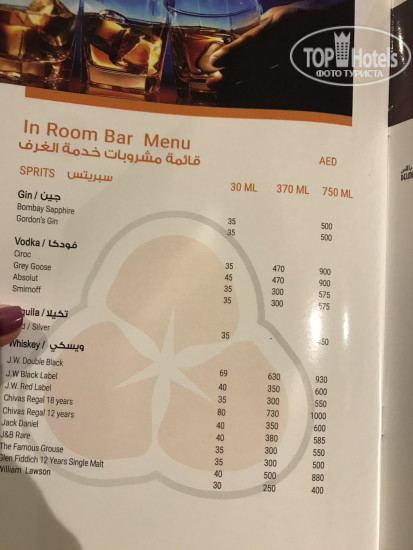 TOP Hotels
ФОТО ТУРИСТА
In Room Bar Menu
قائمة مشروبات خدمة الغرف
AED
SPRITS سبريتس 30 ML 370 ML 750 ML
Gin / جين
Bombay Sapphire 35 500
Gordon's Gin 35 500
Vodka / فودكا
Ciroc 35 470 900
Grey Goose 45 470 900
Absolut 35 300 575
Smirnoff 35 300 575
quila / تكيلا
/ Silver 35 - 450
Whiskey / ويسكي
J.W. Double Black 69 630 930
J.W Black Label 40 350 600
J.W. Red Label 35 300 550
Chivas Regal 18 years 80 730 1000
Chivas Regal 12 years 40 350 600
Jack Daniel 40 380 585
J&B Rare 35 300 550
The Famous Grouse 35 300 500
Glen Fiddich 12 Years Single Malt 40 500 880
William Lawson 30 250 400